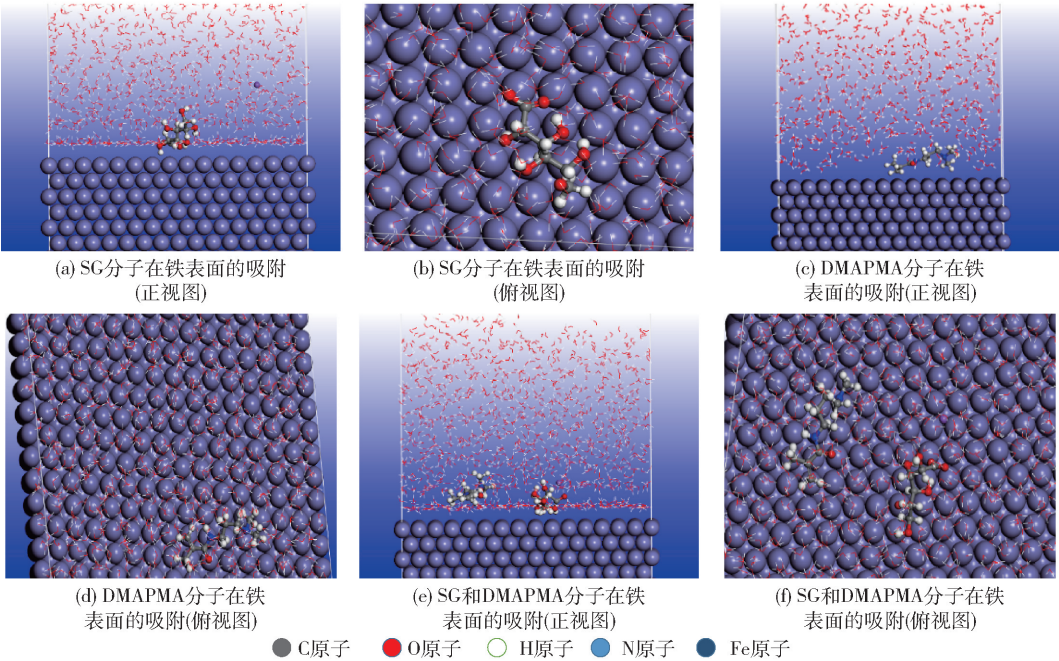 (a) SG分子在铁表面的吸附
(正视图)
(b) SG分子在铁表面的吸附
(俯视图)
(c) DMAPMA分子在铁
表面的吸附(正视图)
(d) DMAPMA分子在铁
表面的吸附(俯视图)
(e) SG和DMAPMA分子在铁
表面的吸附(正视图)
(f) SG和DMAPMA分子在铁
表面的吸附(俯视图)
C原子 O原子 H原子 N原子 Fe原子